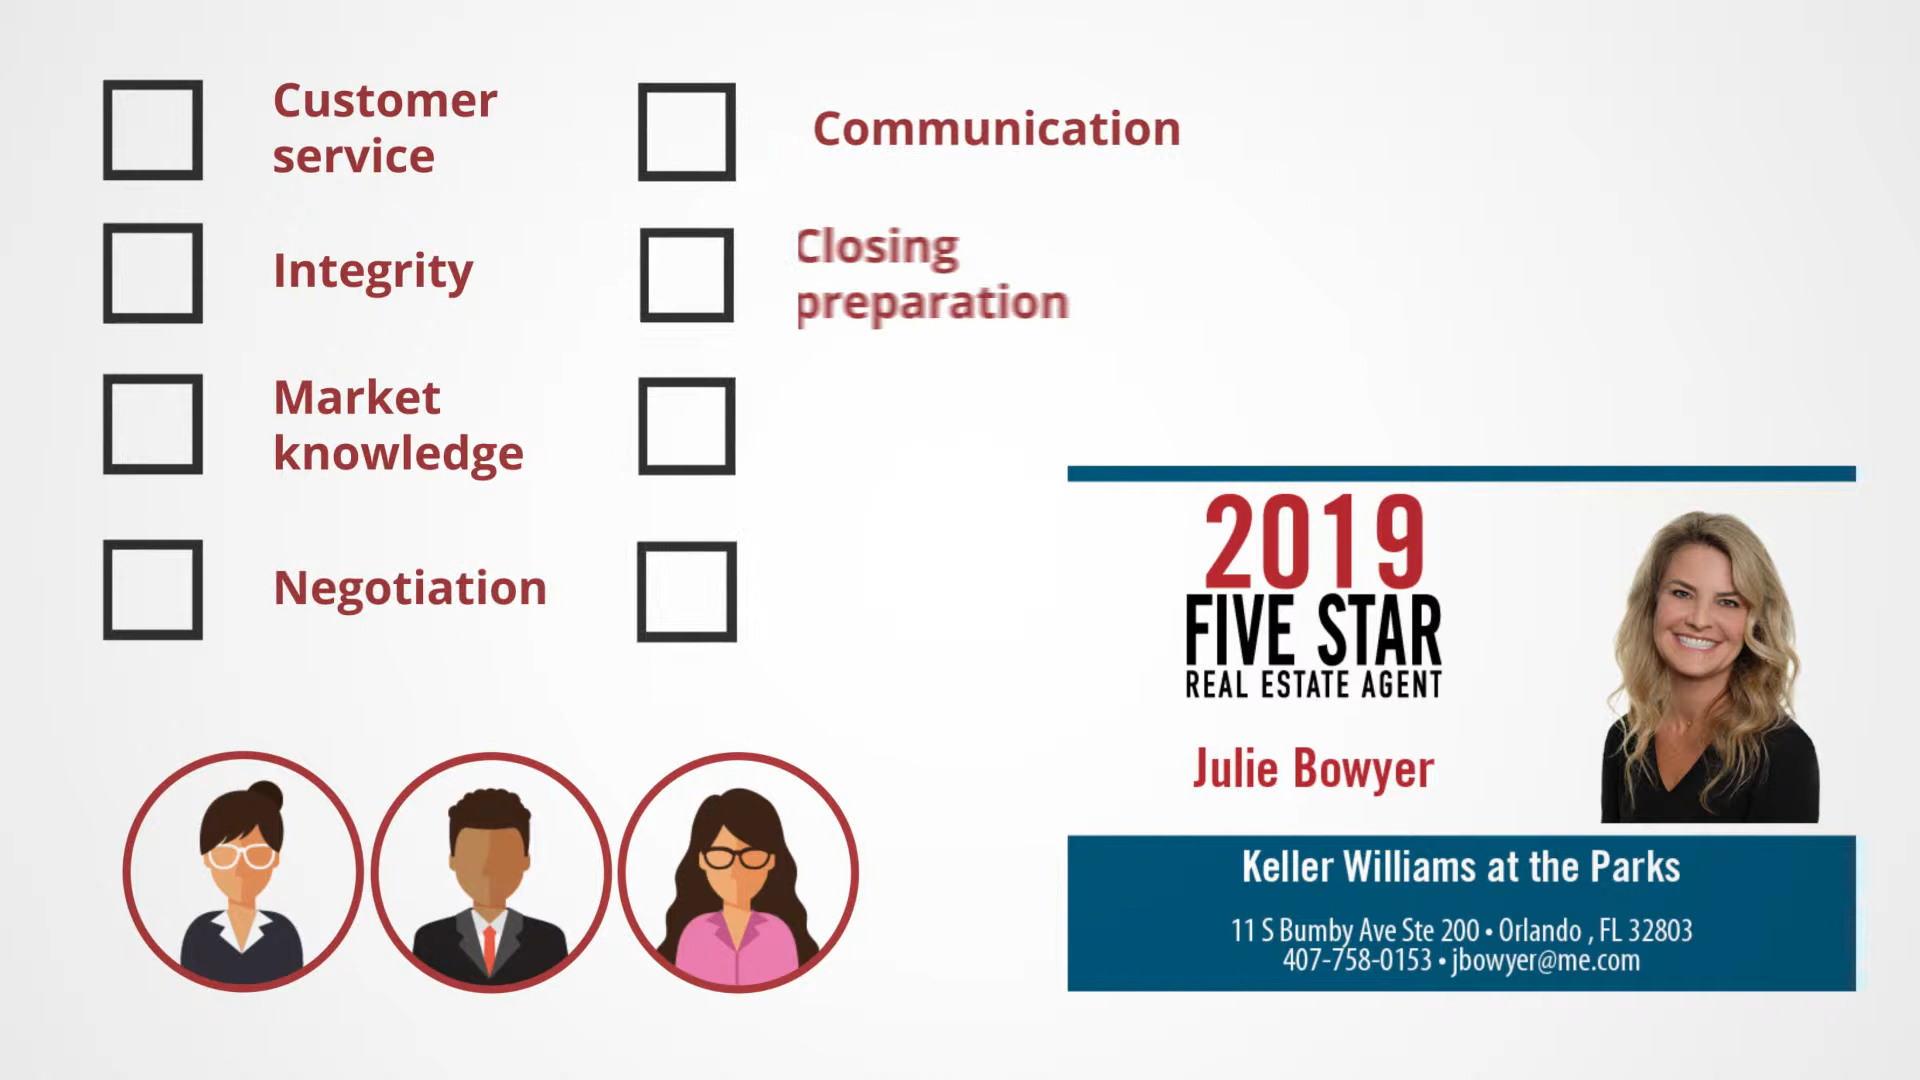 Customer
service
Integrity
Market
knowledge
Negotiation
Communication
Closing
preparation
2019
FIVE STAR
REAL ESTATE AGENT
Julie Bowyer
Keller Williams at the Parks
11 S Bumby Ave Ste 200 • Orlando , FL 32803
407-758-0153 • jbowyer@me.com